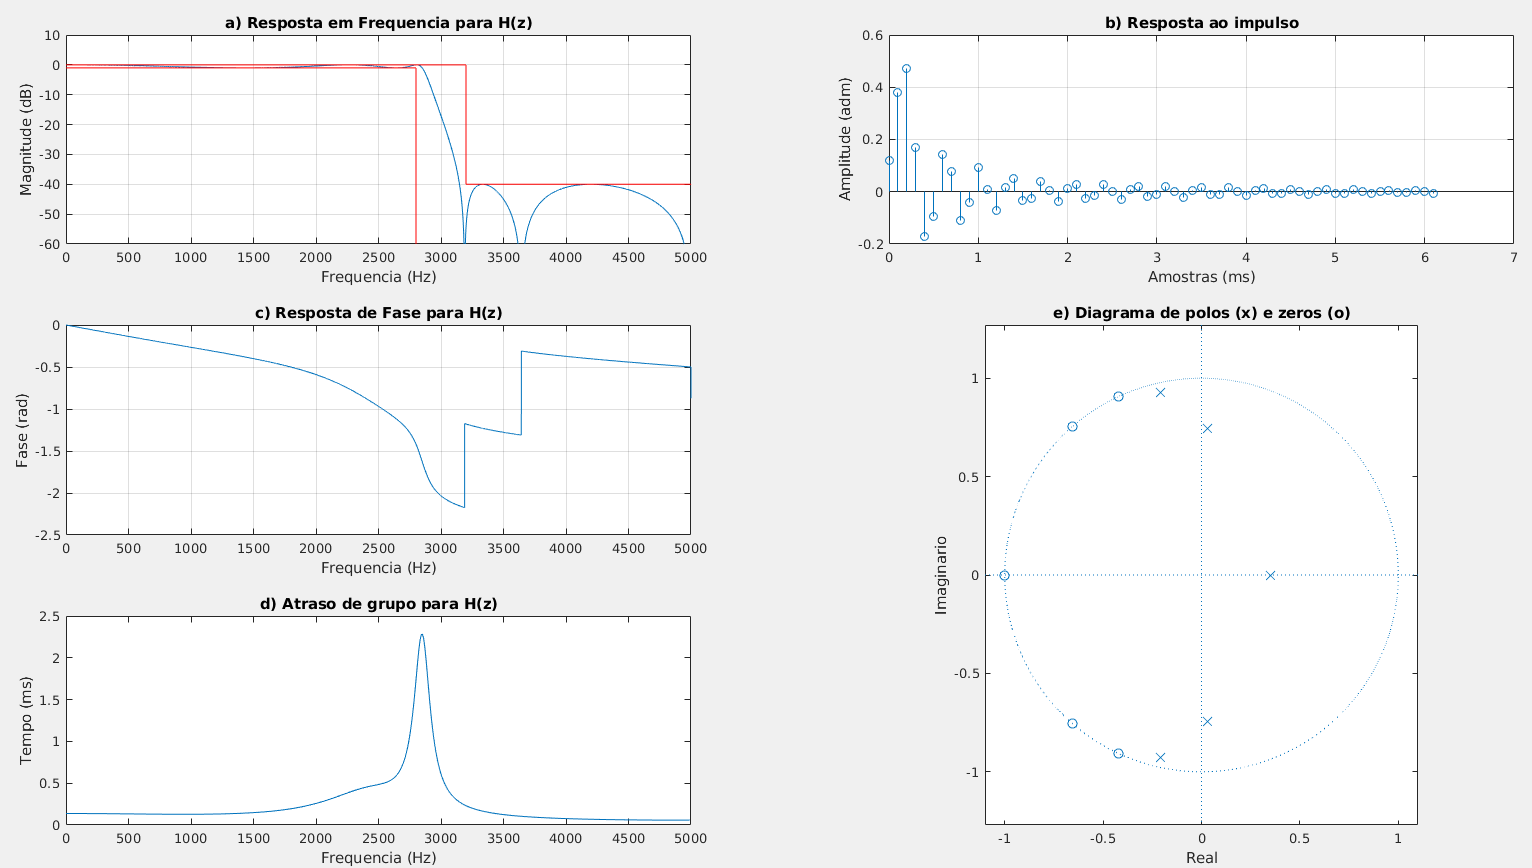 a) Resposta em Frequencia para H(z)
10
0
-10
-20
-30
-40
-50
-60
Magnitude (dB)
0 500 1000 1500 2000 2500 3000 3500 4000 4500 5000
Frequencia (Hz)
b) Resposta ao impulso
0.6
0.4
0.2
0
-0.2
Amplitude (adm)
0 1 2 3 4 5 6 7
Amostras (ms)
c) Resposta de Fase para H(z)
0
-0.5
-1
-1.5
-2
-2.5
Fase (rad)
0 500 1000 1500 2000 2500 3000 3500 4000 4500 5000
Frequencia (Hz)
d) Atraso de grupo para H(z)
2.5
2
1.5
1
0.5
0
Tempo (ms)
0 500 1000 1500 2000 2500 3000 3500 4000 4500 5000
Frequencia (Hz)
e) Diagrama de polos (x) e zeros (o)
1
0.5
0
-0.5
-1
Imaginario
-1 -0.5 0 0.5 1
Real